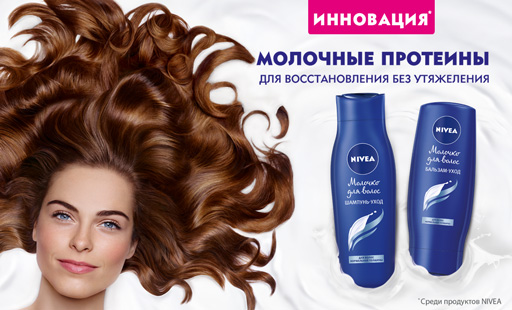 ИННОВАЦИЯ*
МОЛОЧНЫЕ ПРОТЕИНЫ
ДЛЯ ВОССТАНОВЛЕНИЯ БЕЗ УТЯЖЕЛЕНИЯ
NIVEA
Молочко
для волос
ШАМПУНЬ-УХОД
NIVEA
Молочко
для волос
БАЛЬЗАМ-УХОД
*Среди продуктов NIVEA